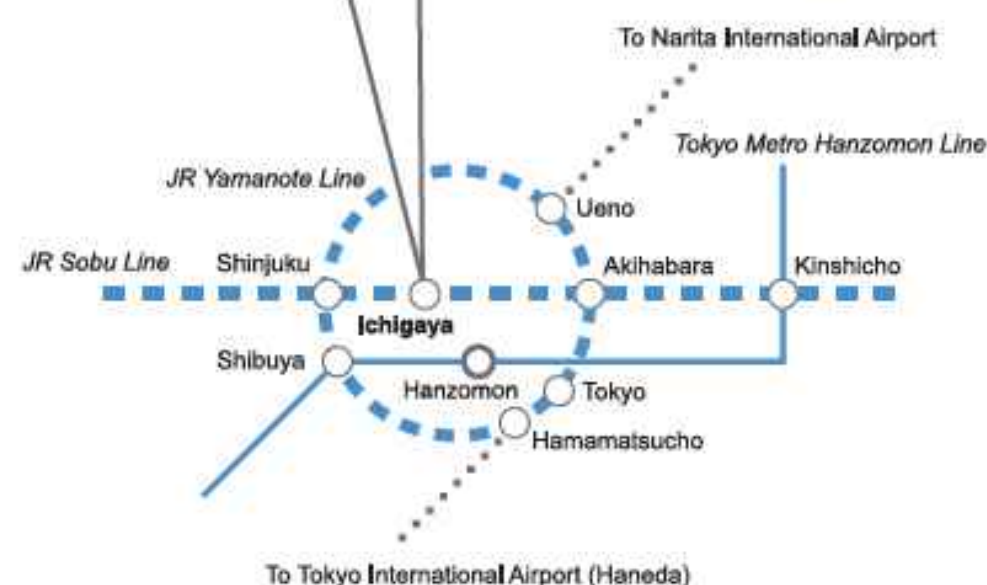 To Narita International Airport
Tokyo Metro Hanzomon Line
JR Yamanote Line
Ueno
JR Sobu Line
Shinjuku
Akihabara
Kinshicho
Ichigaya
Shibuya
Hanzomon
Tokyo
Hamamatsucho
To Tokyo International Airport (Haneda)